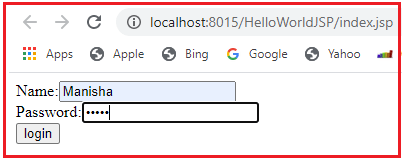 localhost:8015/HelloWorldJSP/index.jsp
Apps Apple Bing Google Yahoo
Name: Manisha
Password: •••••
login